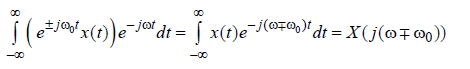 ∫_{-∞}^{∞} ( e^{±jω₀t} x(t) ) e^{-jωt} dt = ∫_{-∞}^{∞} x(t)e^{-j(ω∓ω₀)t} dt = X(j(ω∓ω₀))